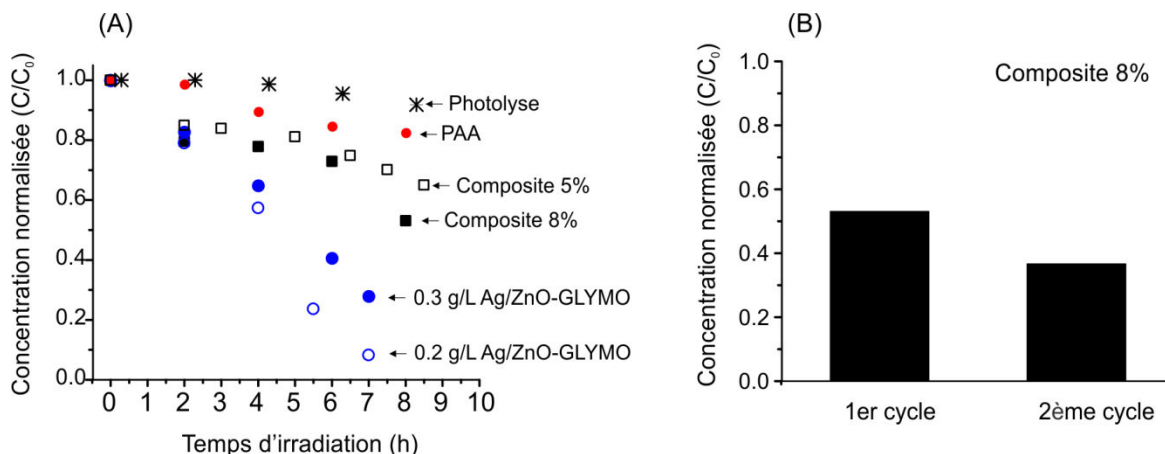 (A)
Concentration normalisée (C/C₀)
1.0
0.8
0.6
0.4
0.2
0.0
0 1 2 3 4 5 6 7 8 9 10
Temps d'irradiation (h)
Photolyse
PAA
Composite 5%
Composite 8%
0.3 g/L Ag/ZnO-GLYMO
0.2 g/L Ag/ZnO-GLYMO
(B)
Concentration normalisée (C/C₀)
1.0
0.8
0.6
0.4
0.2
0.0
Composite 8%
1er cycle 2ème cycle